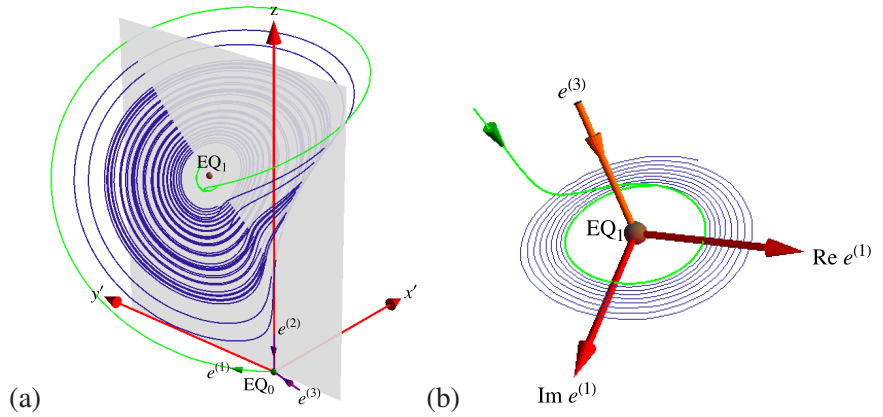 z
EQ₁
y′
x′
e⁽²⁾
e⁽¹⁾
EQ₀
e⁽³⁾
(a)
e⁽³⁾
EQ₁
Re e⁽¹⁾
Im e⁽¹⁾
(b)